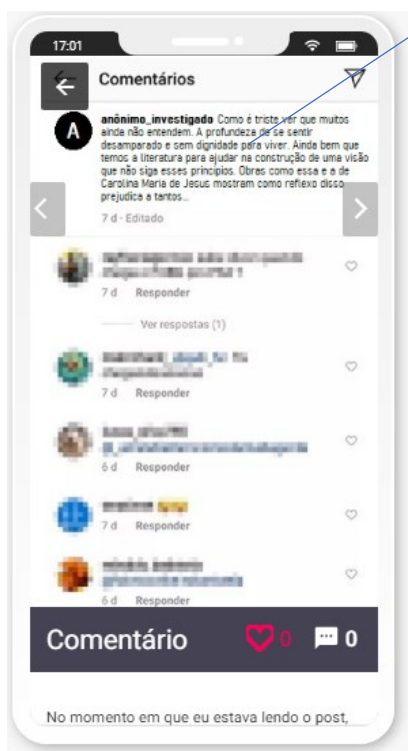 17:01
Comentários
A
anônimo_investigado Como é triste ver que muitos
ainda não entendem. A profundeza de se sentir
desamparado e sem dignidade para viver. Ainda bem que
temos a literatura para ajudar na construção de uma visão
que não siga esses principios. Obras como essa e a de
Carolina Maria de Jesus mostram como reflexo disso
prejudica a tantos...
7 d · Editado
7 d Responder
Ver respostas (1)
7 d Responder
6 d Responder
7 d Responder
6 d Responder
Comentário 0 0
No momento em que eu estava lendo o post,